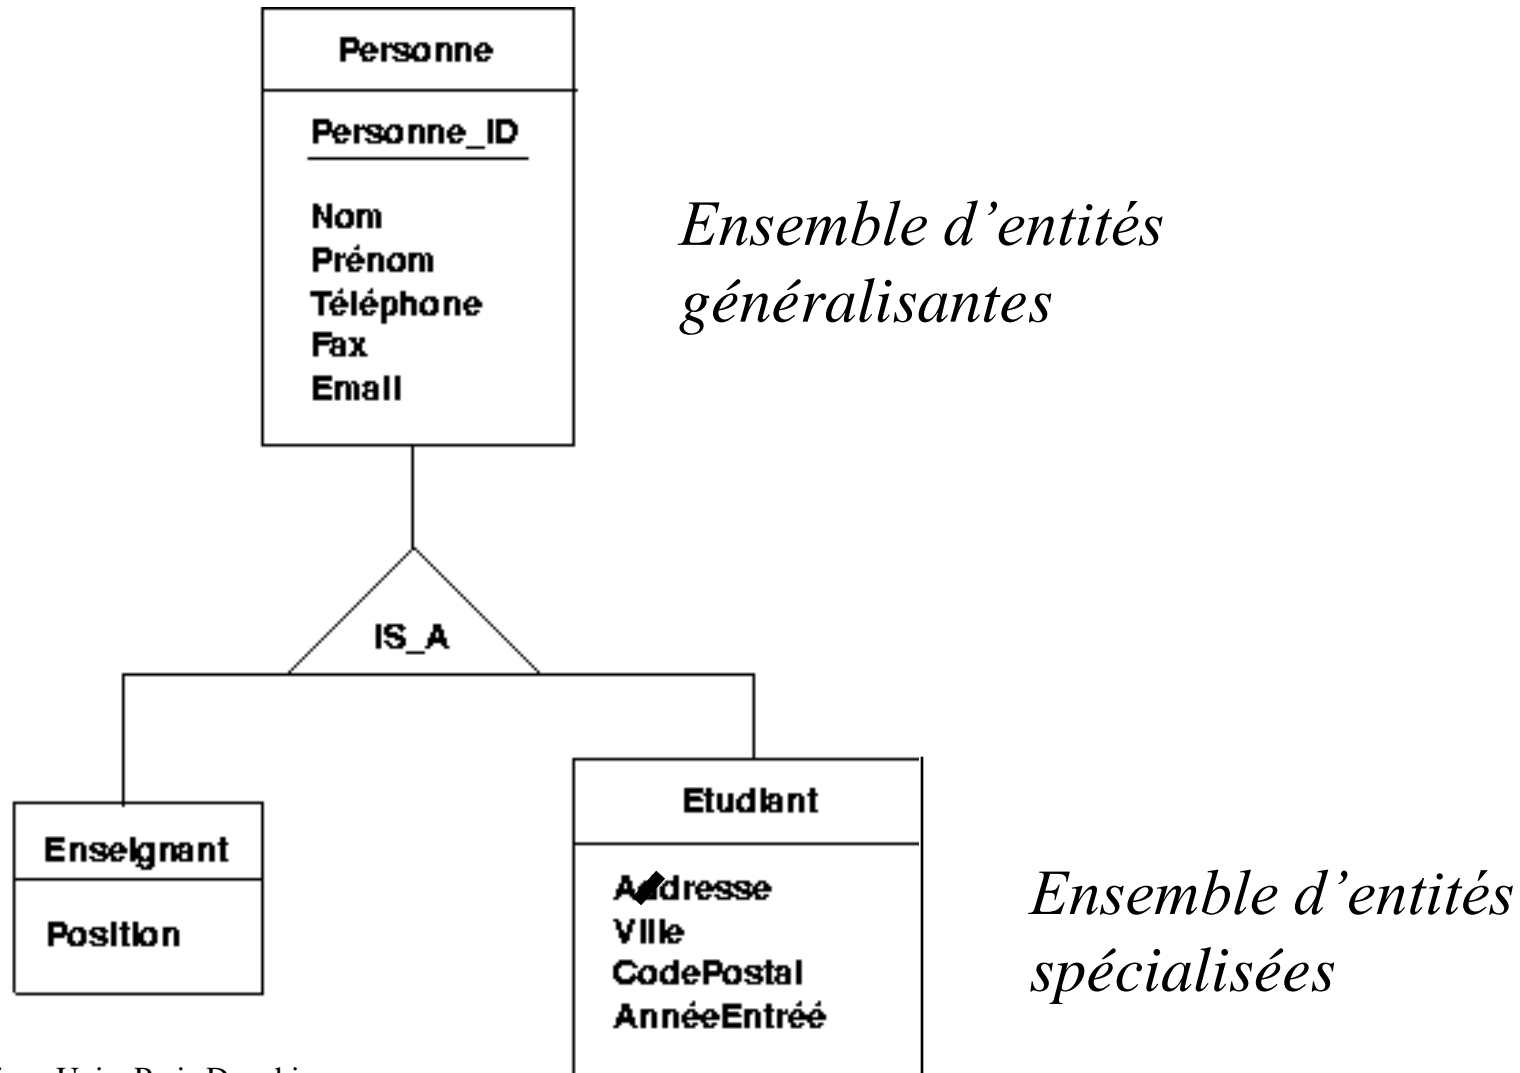 Personne
Personne_ID
Nom
Prénom
Téléphone
Fax
Email
Ensemble d’entités
généralisantes
IS_A
Enseignant
Position
Etudiant
Addresse
Ville
CodePostal
AnnéeEntréé
Ensemble d’entités
spécialisées